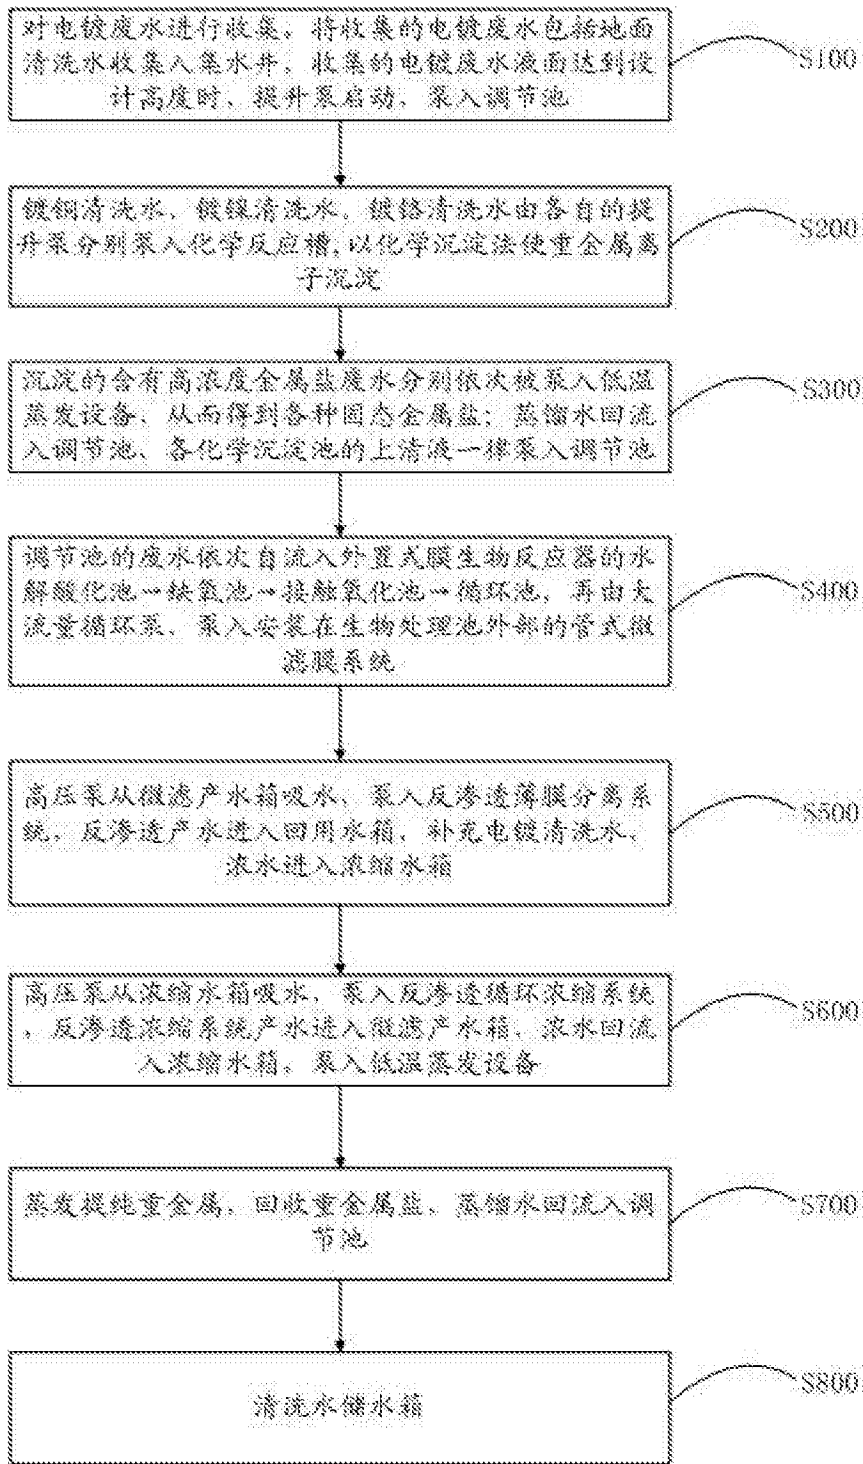 对电镀废水进行收集,将收集的电镀废水包括地面
清洗水收集入集水井,收集的电镀废水液面达到设
计高度时、提升泵启动、泵入调节池
S100
镀铜清洗水、镀镍清洗水、镀铬清洗水由各自的提
升泵分别泵入化学反应槽,以化学沉淀法使重金属离
子沉淀
S200
沉淀的含有高浓度金属盐废水分别依次被泵入低温
蒸发设备、从而得到各种固态金属盐;蒸馏水回流
入调节池、各化学沉淀池的上清液一律泵入调节池
S300
调节池的废水依次自流入外置式膜生物反应器的水
解酸化池→缺氧池→接触氧化池→循环池,再由大
流量循环泵、泵入安装在生物处理池外部的管式微
滤膜系统
S400
高压泵从微滤产水箱吸水、泵入反渗透薄膜分离系
统,反渗透产水进入回用水箱、补充电镀清洗水、
浓水进入浓缩水箱
S500
高压泵从浓缩水箱吸水、泵入反渗透循环浓缩系统
、反渗透浓缩系统产水进入微滤产水箱、浓水回流
入浓缩水箱,泵入低温蒸发设备
S600
蒸发提纯重金属、回收重金属盐、蒸馏水回流入调
节池
S700
清洗水储水箱
S800